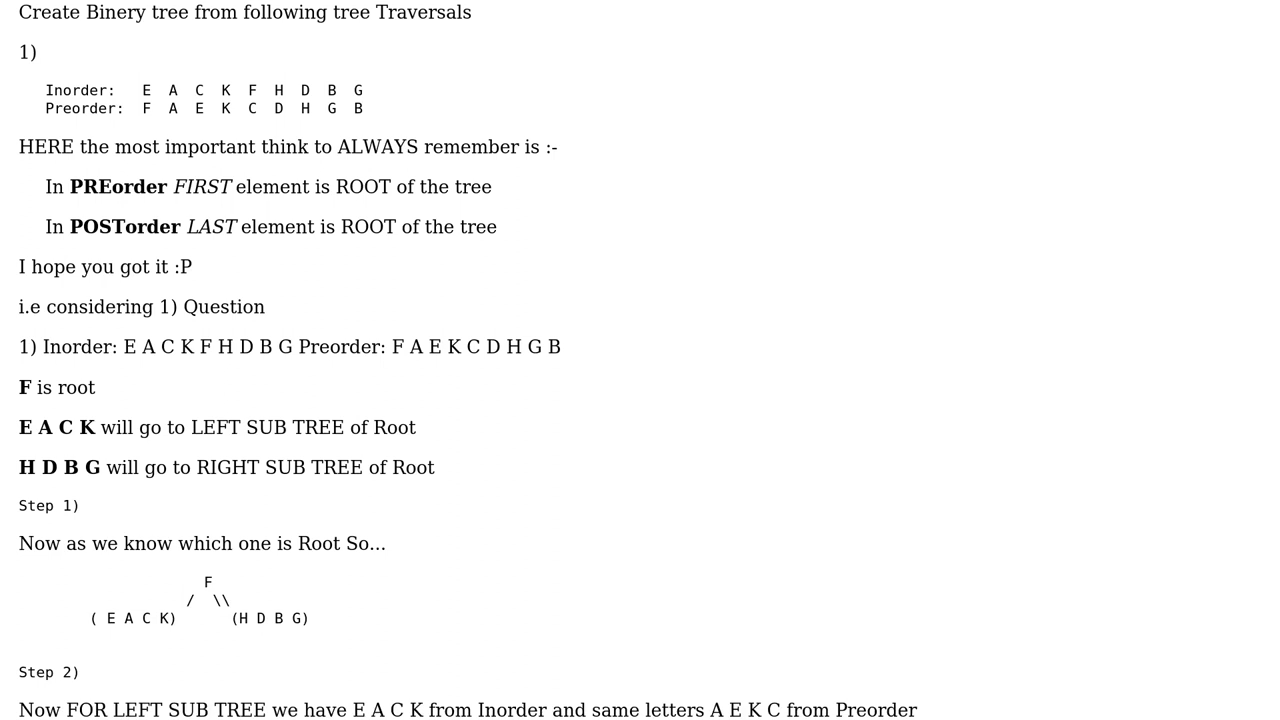 Create Binery tree from following tree Traversals
1)
Inorder:   E  A  C  K  F  H  D  B  G
Preorder:  F  A  E  K  C  D  H  G  B
HERE the most important think to ALWAYS remember is :-
In PREorder FIRST element is ROOT of the tree
In POSTorder LAST element is ROOT of the tree
I hope you got it :P
i.e considering 1) Question
1) Inorder: E A C K F H D B G Preorder: F A E K C D H G B
F is root
E A C K will go to LEFT SUB TREE of Root
H D B G will go to RIGHT SUB TREE of Root
Step 1)
Now as we know which one is Root So...
F
/  \\
( E A C K)      (H D B G)
Step 2)
Now FOR LEFT SUB TREE we have E A C K from Inorder and same letters A E K C from Preorder